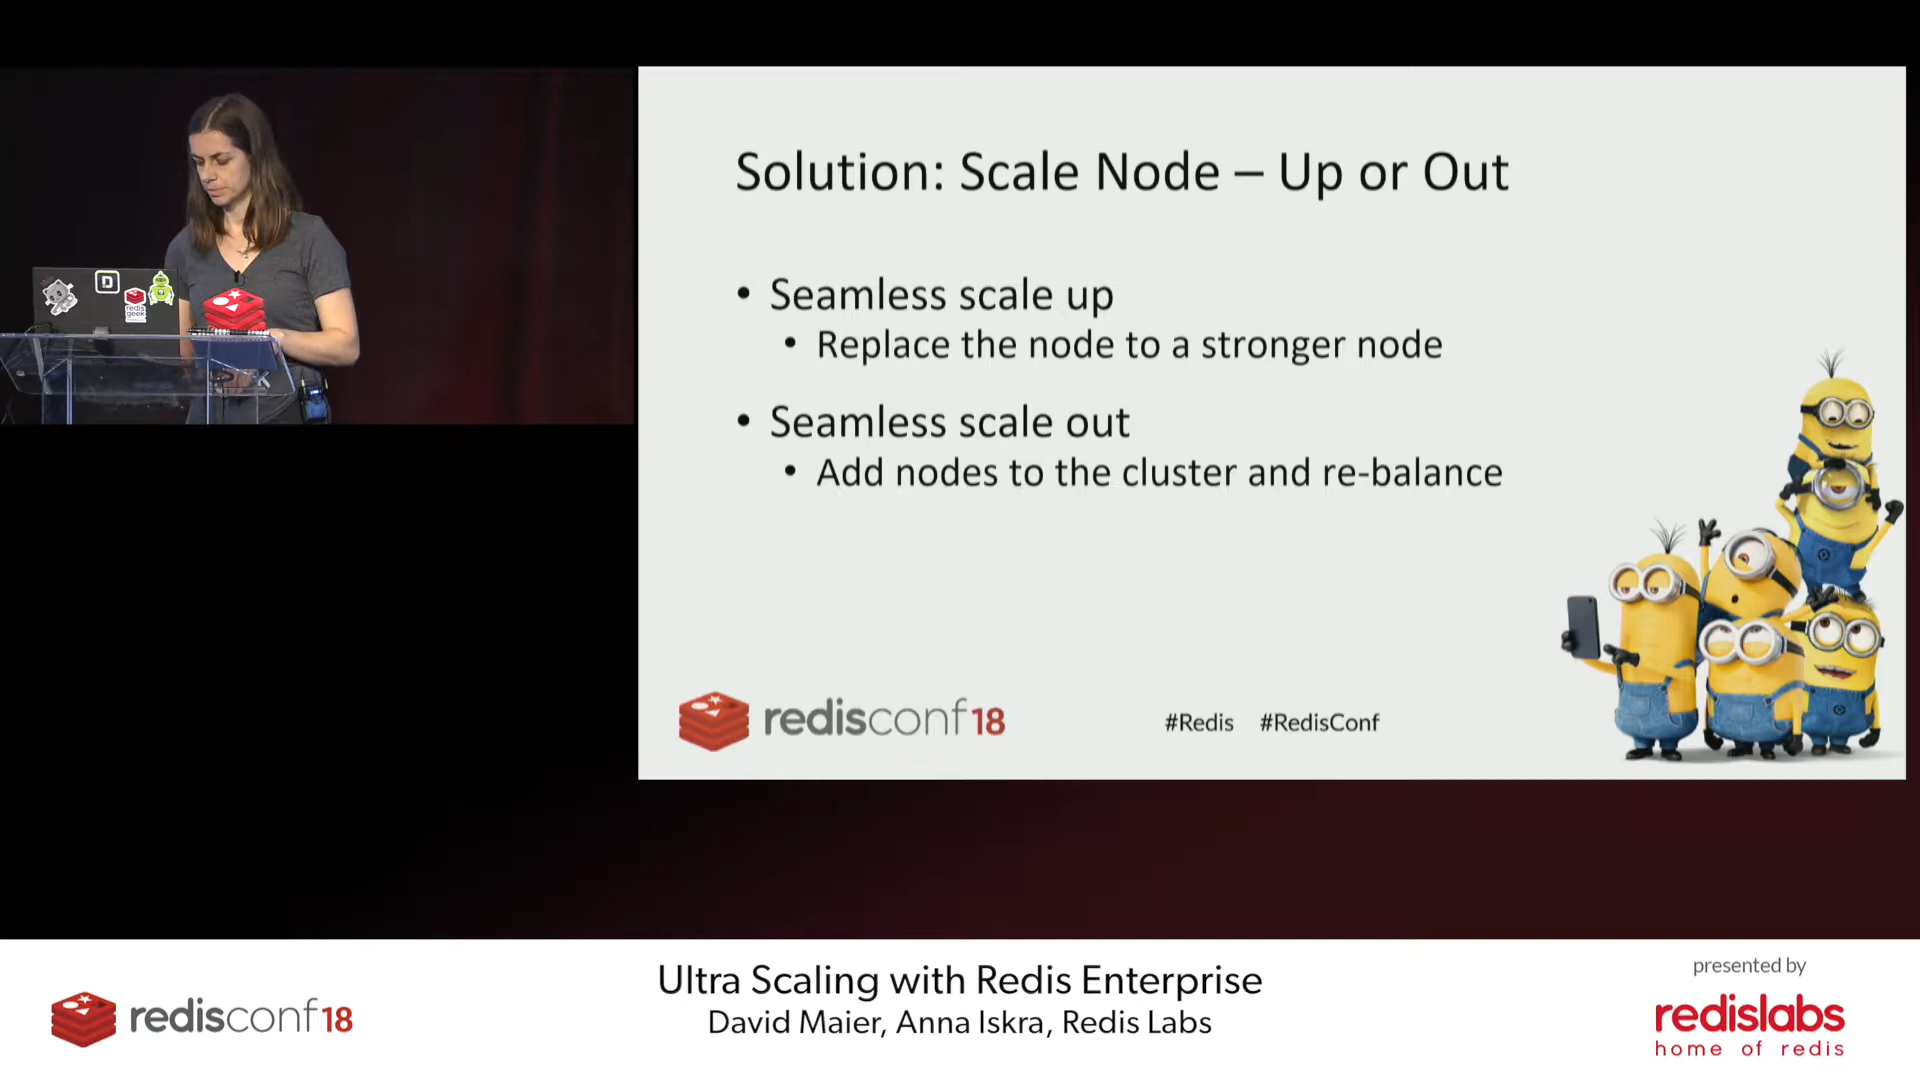 Solution: Scale Node – Up or Out
• Seamless scale up
• Replace the node to a stronger node
• Seamless scale out
• Add nodes to the cluster and re-balance
redisconf18
#Redis #RedisConf
D
redis
geek
redisconf18
Ultra Scaling with Redis Enterprise
David Maier, Anna Iskra, Redis Labs
presented by
redislabs
home of redis